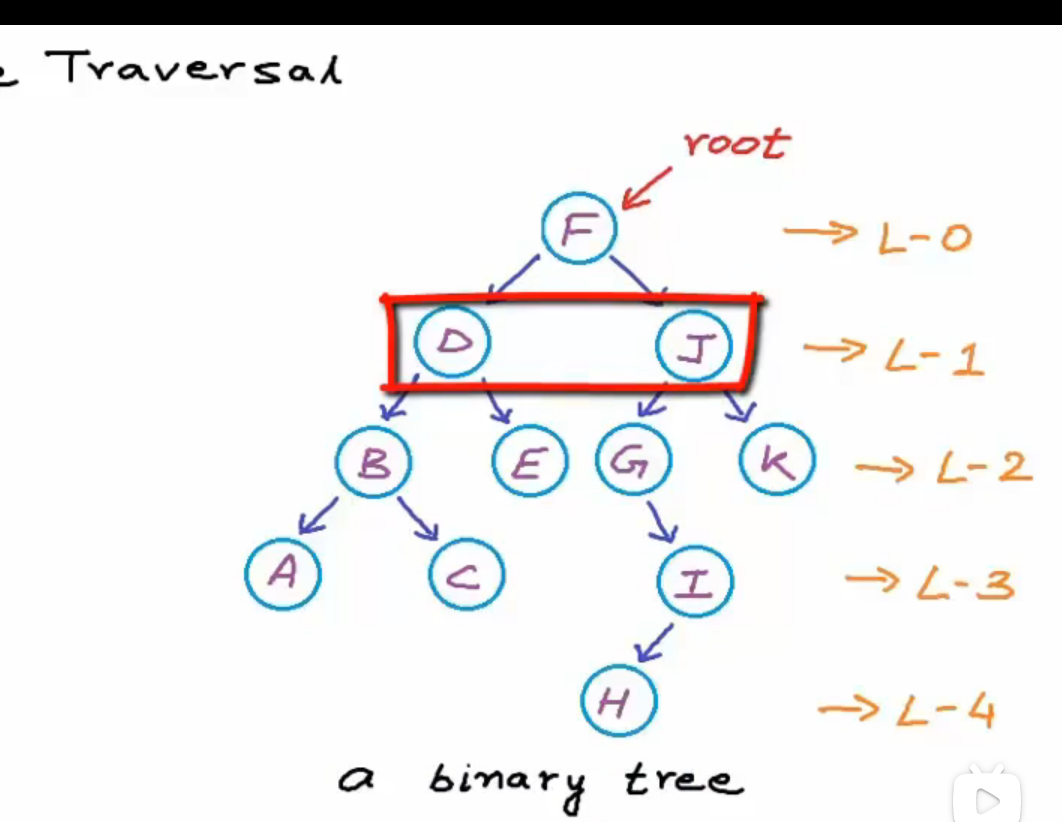 Traversal
root
F → L-0
D J → L-1
B E G K → L-2
A C I → L-3
H → L-4
a binary tree